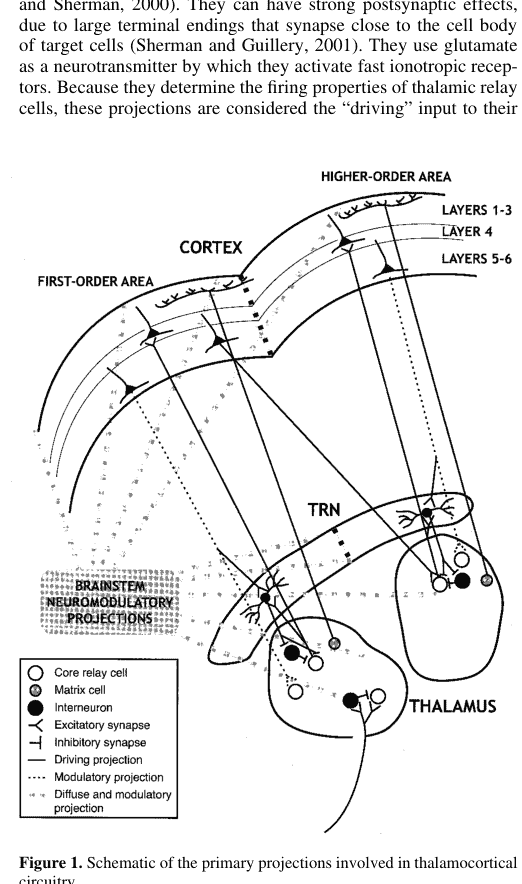 and Sherman, 2000). They can have strong postsynaptic effects,
due to large terminal endings that synapse close to the cell body
of target cells (Sherman and Guillery, 2001). They use glutamate
as a neurotransmitter by which they activate fast ionotropic recep-
tors. Because they determine the firing properties of thalamic relay
cells, these projections are considered the “driving” input to their
HIGHER-ORDER AREA
LAYERS 1-3
LAYER 4
LAYERS 5-6
CORTEX
FIRST-ORDER AREA
TRN
BRAINSTEM
NEUROMODULATORY
PROJECTIONS
THALAMUS
Core relay cell
Matrix cell
Interneuron
Excitatory synapse
Inhibitory synapse
Driving projection
Modulatory projection
Diffuse and modulatory
projection
Figure 1. Schematic of the primary projections involved in thalamocortical
circuitry